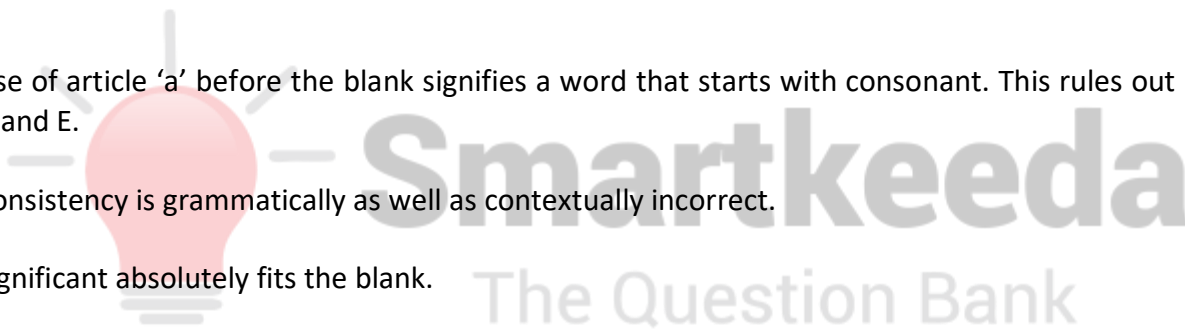 se of article ‘a’ before the blank signifies a word that starts with consonant. This rules out
and E.
Smartkeeda
onsistency is grammatically as well as contextually incorrect.
gnificant absolutely fits the blank.
The Question Bank